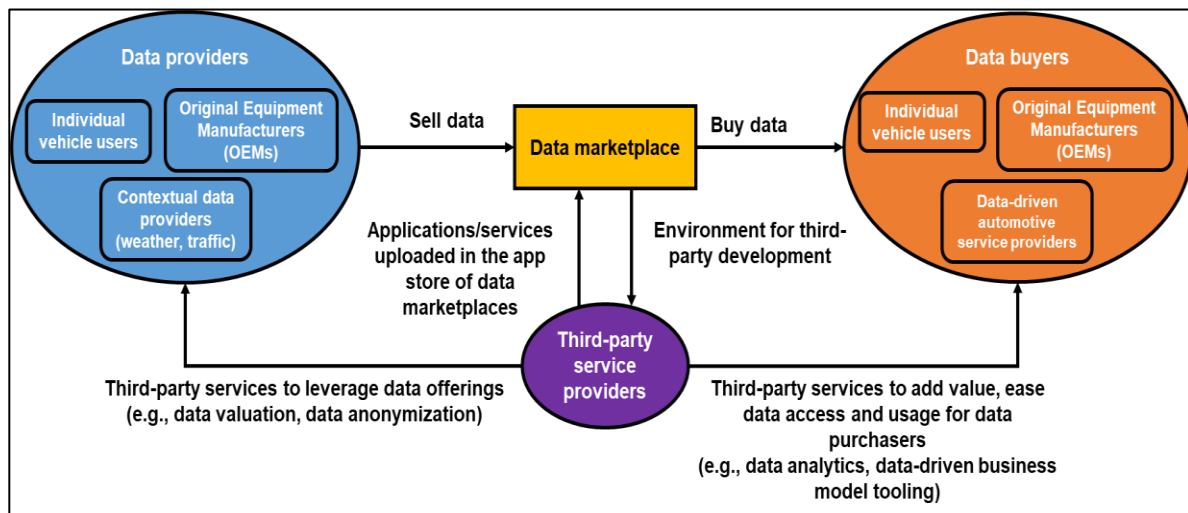 Data providers
Individual
vehicle users
Original Equipment
Manufacturers
(OEMs)
Contextual data
providers
(weather, traffic)
Sell data
Data marketplace
Buy data
Data buyers
Individual
vehicle users
Original Equipment
Manufacturers
(OEMs)
Data-driven
automotive
service providers
Applications/services
uploaded in the app
store of data
marketplaces
Environment for third-
party development
Third-party
service
providers
Third-party services to leverage data offerings
(e.g., data valuation, data anonymization)
Third-party services to add value, ease
data access and usage for data
purchasers
(e.g., data analytics, data-driven business
model tooling)